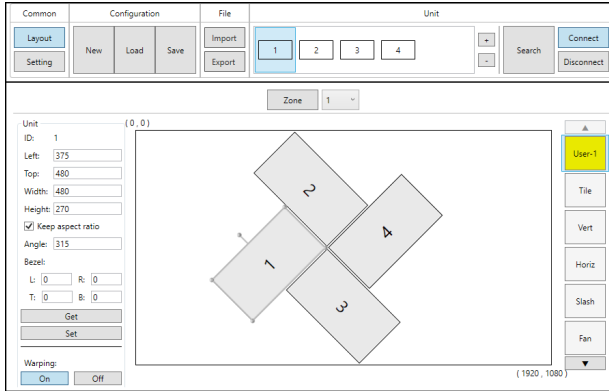 Common Configuration File Unit
Layout New Load Save Import 1 2 3 4 + Search Connect
Setting Export - Disconnect
Zone 1
Unit
ID: 1
Left: 375
Top: 480
Width: 480
Height: 270
Keep aspect ratio
Angle: 315
Bezel:
L: 0 R: 0
T: 0 B: 0
Get
Set
Warping:
On Off
( 0 , 0 )
2
4
1
3
( 1920 , 1080 )
User-1
Tile
Vert
Horiz
Slash
Fan